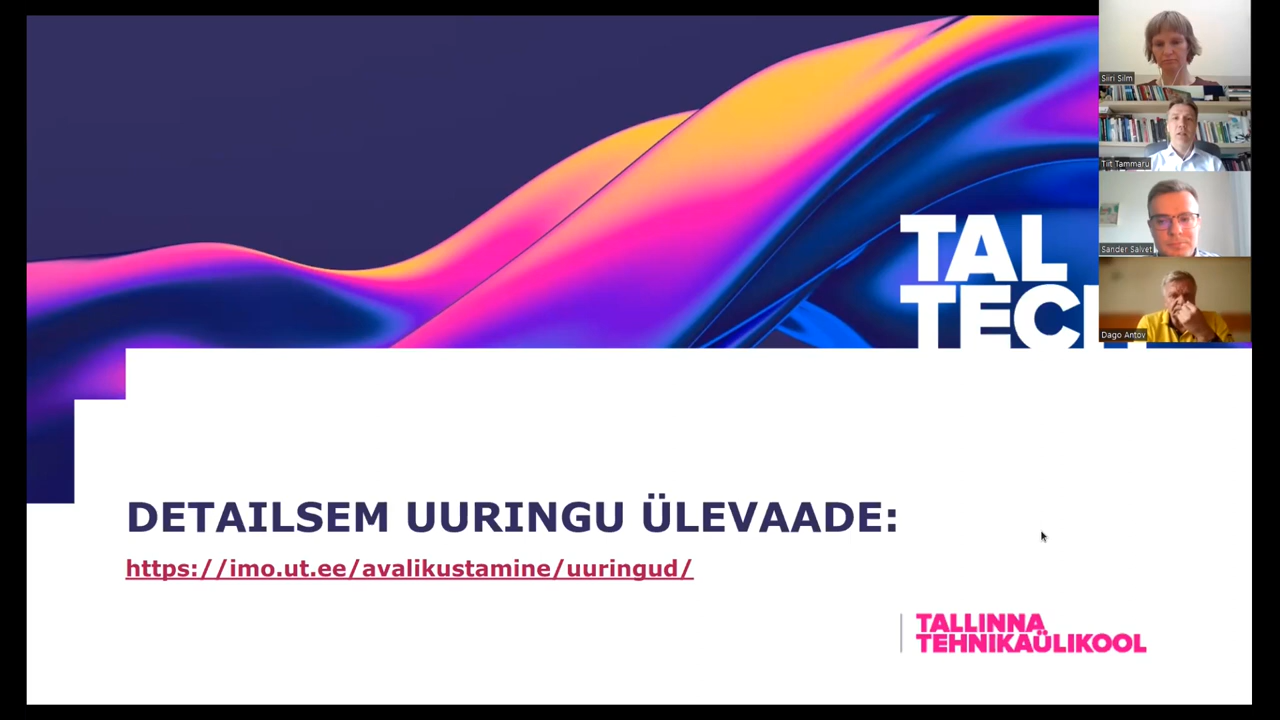 TAL
TECH
Siiri Silm
Tiit Tammaru
Sander Salvet
Dago Antov
DETAILSEM UURINGU ÜLEVAADE:
https://imo.ut.ee/avalikustamine/uuringud/
TALLINNA
TEHNIKAÜLIKOOL